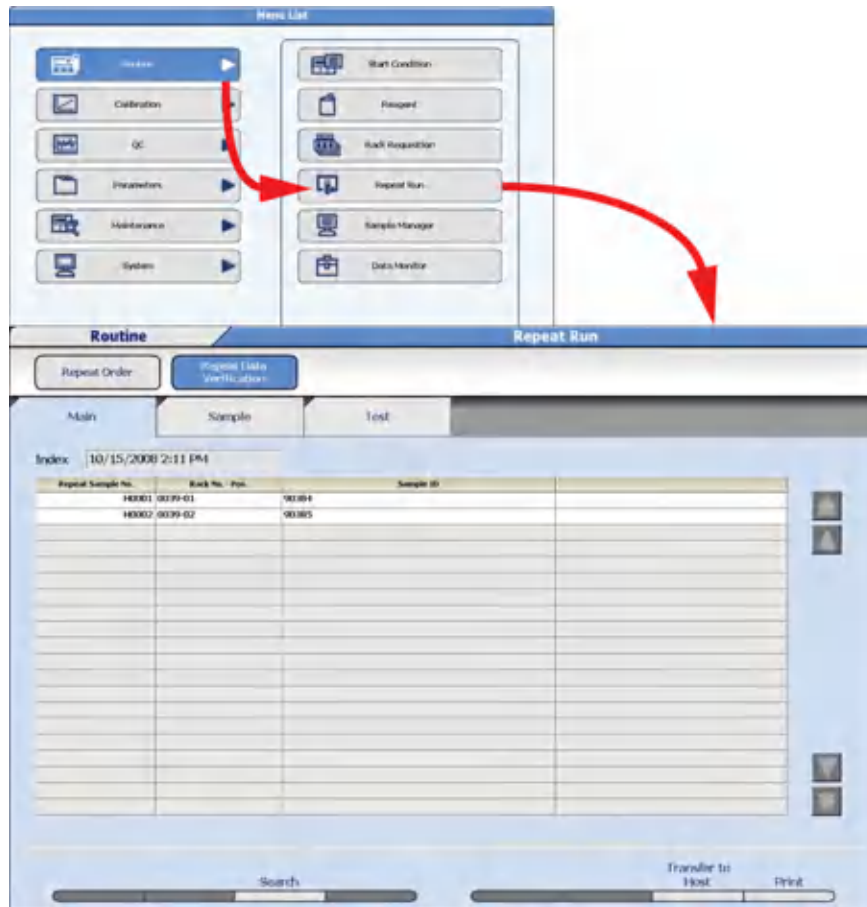 Menu List
Routine
Start Condition
Calibration
Reagent
QC
Rack Requisition
Parameters
Repeat Run
Maintenance
Sample Manager
System
Data Monitor
Routine
Repeat Run
Repeat Order
Repeat Data
Verification
Main
Sample
Test
Index
10/15/2008 2:11 PM
Repeat Sample No.
Rack No. - Pos.
Sample ID
H0001 0039-01 90384
H0002 0039-02 90385
Search
Transfer to
Host
Print